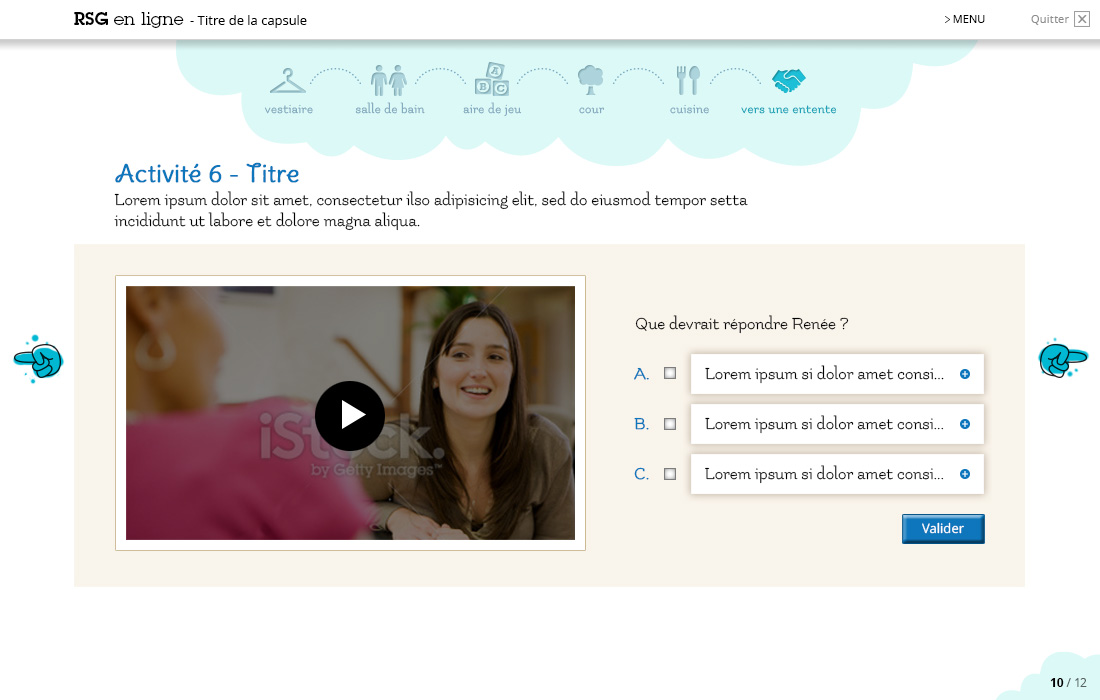 RSG en ligne - Titre de la capsule
> MENU
Quitter
A
B C
vestiaire
salle de bain
aire de jeu
cour
cuisine
vers une entente
Activité 6 - Titre
Lorem ipsum dolor sit amet, consectetur ilso adipisicing elit, sed do eiusmod tempor setta
incididunt ut labore et dolore magna aliqua.
iStock.
by Getty Images™
Que devrait répondre Renée ?
A. Lorem ipsum si dolor amet consi...
B. Lorem ipsum si dolor amet consi...
C. Lorem ipsum si dolor amet consi...
Valider
10 / 12